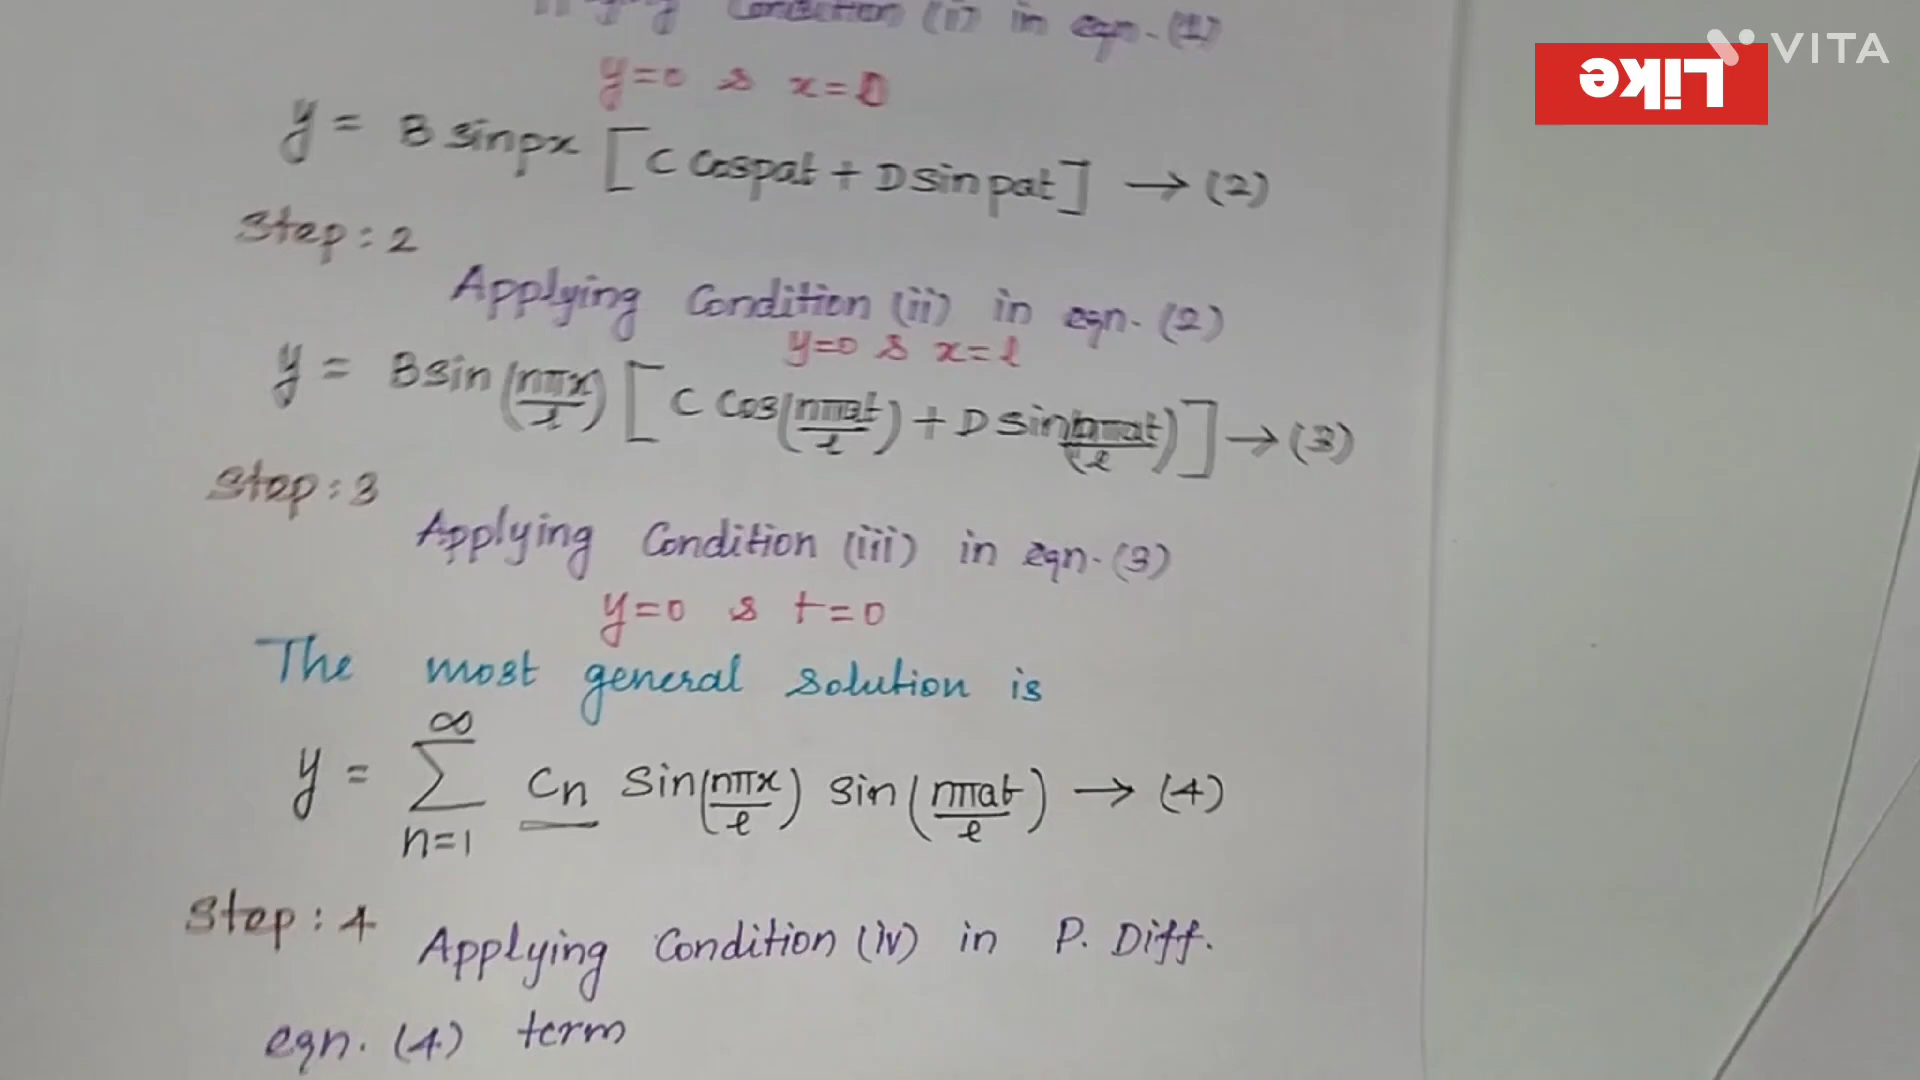 Applying Condition (i) in eqn. (1)
y=0 & x=0
y = B sinpx [C Cospat + D sin pat] → (2)
Step: 2
Applying Condition (ii) in eqn. (2)
y=0 & x=l
y = B sin (nπx/l) [C Cos (nπat/l) + D sin (nπat/l)] → (3)
Step: 3
Applying Condition (iii) in eqn. (3)
y=0 & t=0
The most general solution is
y = ∑_{n=1}^{∞} Cn Sin (nπx/l) sin (nπat/l) → (4)
Step: 4 Applying Condition (iv) in P. Diff.
eqn. (4) term
Like
VITA